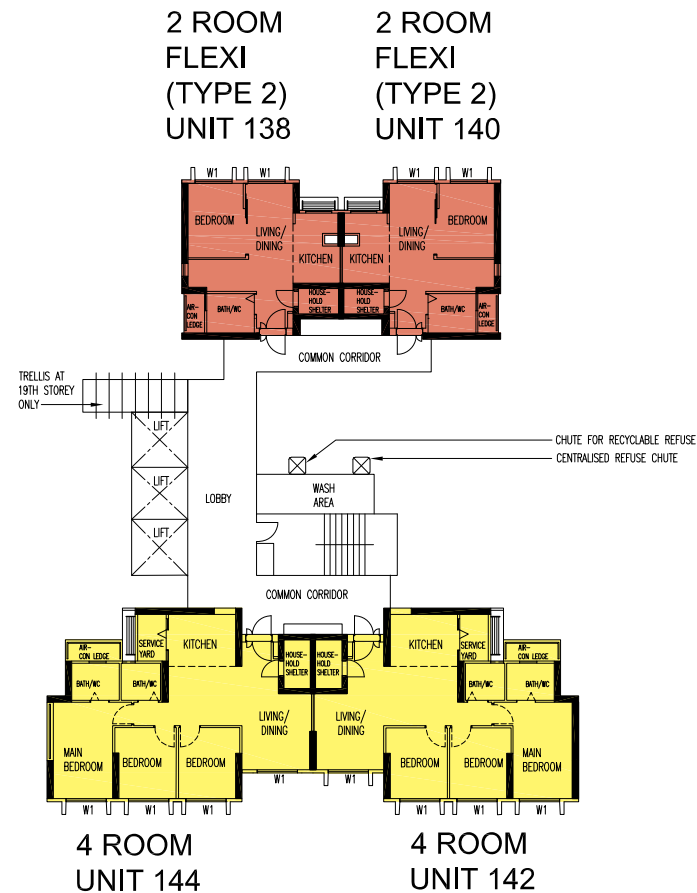 2 ROOM
FLEXI
(TYPE 2)
UNIT 138
2 ROOM
FLEXI
(TYPE 2)
UNIT 140
W1
W1
W1
W1
BEDROOM
LIVING/
DINING
KITCHEN
KITCHEN
LIVING/
DINING
BEDROOM
AIR-
CON
LEDGE
BATH/WC
HOUSE-
HOLD
SHELTER
HOUSE-
HOLD
SHELTER
BATH/WC
AIR-
CON
LEDGE
COMMON CORRIDOR
TRELLIS AT
19TH STOREY
ONLY
LIFT
LIFT
LIFT
LOBBY
CHUTE FOR RECYCLABLE REFUSE
CENTRALISED REFUSE CHUTE
WASH
AREA
COMMON CORRIDOR
AIR-
CON LEDGE
SERVICE
YARD
KITCHEN
HOUSE-
HOLD
SHELTER
HOUSE-
HOLD
SHELTER
KITCHEN
SERVICE
YARD
AIR-
CON LEDGE
BATH/WC
BATH/WC
BATH/WC
BATH/WC
MAIN
BEDROOM
BEDROOM
BEDROOM
LIVING/
DINING
LIVING/
DINING
BEDROOM
BEDROOM
MAIN
BEDROOM
W1
W1
W1
W1
W1
W1
W1
W1
4 ROOM
UNIT 144
4 ROOM
UNIT 142